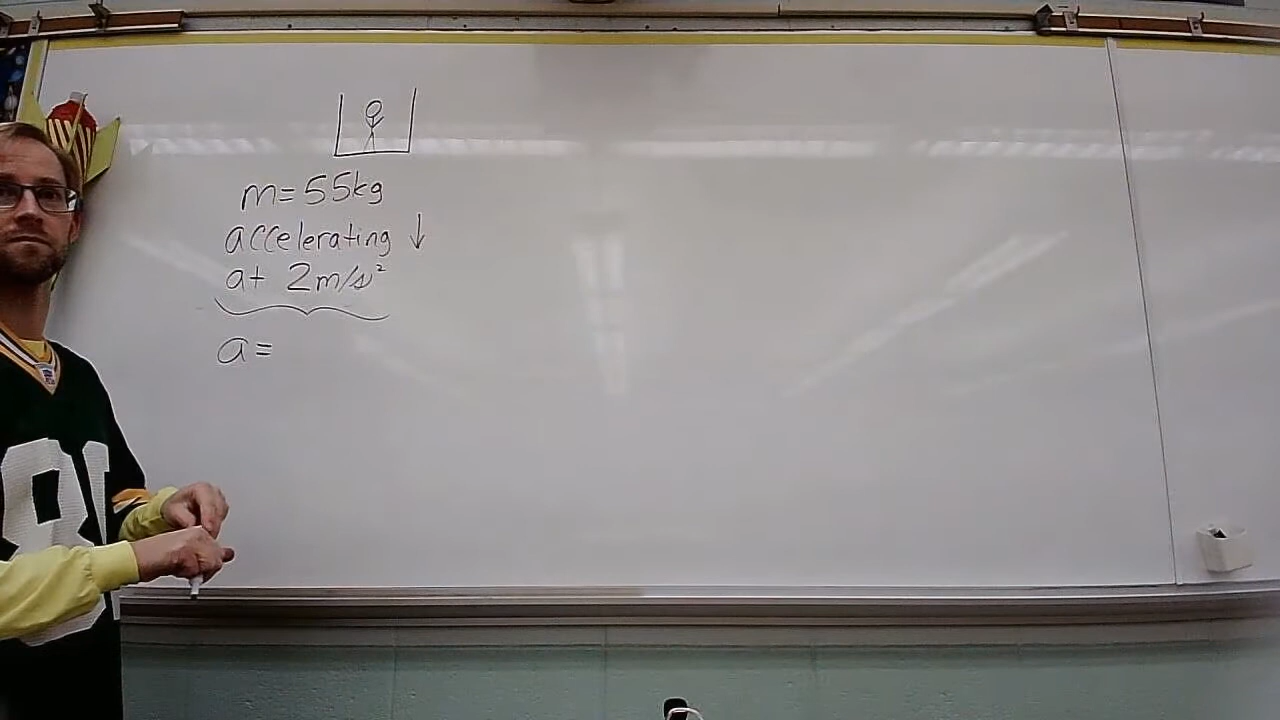 m=55kg
accelerating ↓
at 2m/s²
a=